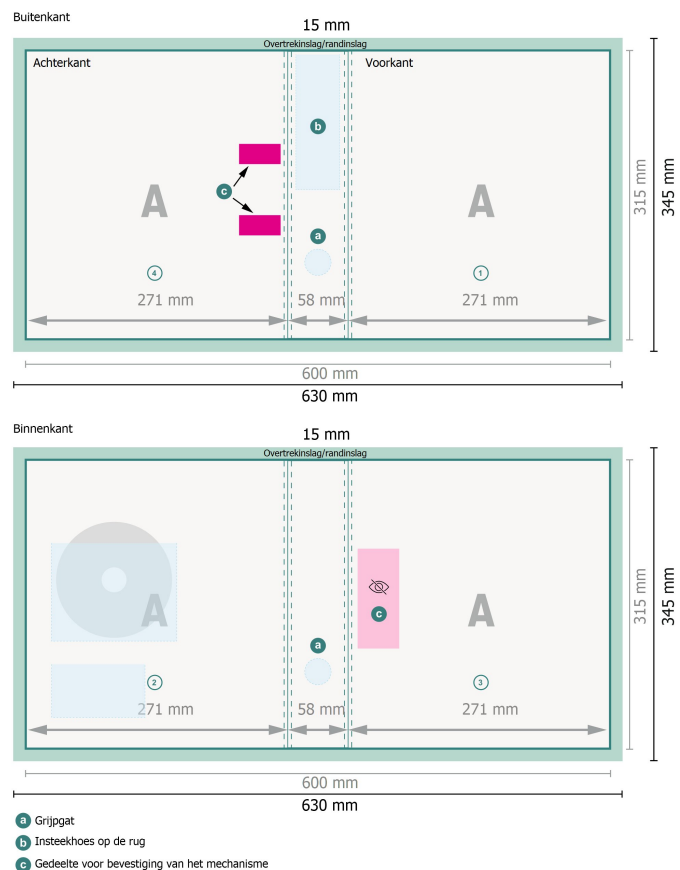 Buitenkant
15 mm
Overtrekinslag/randinslag
Achterkant
Voorkant
b
c
A
A
a
4
1
271 mm
58 mm
271 mm
315 mm
345 mm
600 mm
630 mm
Binnenkant
15 mm
Overtrekinslag/randinslag
A
c
A
a
2
3
271 mm
58 mm
271 mm
315 mm
345 mm
600 mm
630 mm
a Grijpgat
b Insteekhoes op de rug
c Gedeelte voor bevestiging van het mechanisme